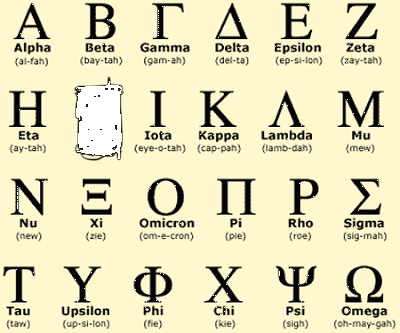 Α Β Γ Δ Ε Ζ
Alpha Beta Gamma Delta Epsilon Zeta
(al-fah) (bay-tah) (gam-ah) (del-ta) (ep-si-lon) (zay-tah)
Η Ι Κ Λ Μ
Eta Iota Kappa Lambda Mu
(ay-tah) (eye-o-tah) (cap-pah) (lamb-dah) (mew)
Ν Ξ Ο Π Ρ Σ
Nu Xi Omicron Pi Rho Sigma
(new) (zie) (om-e-cron) (pie) (roe) (sig-mah)
Τ Υ Φ Χ Ψ Ω
Tau Upsilon Phi Chi Psi Omega
(taw) (up-si-lon) (fie) (kie) (sigh) (oh-may-gah)